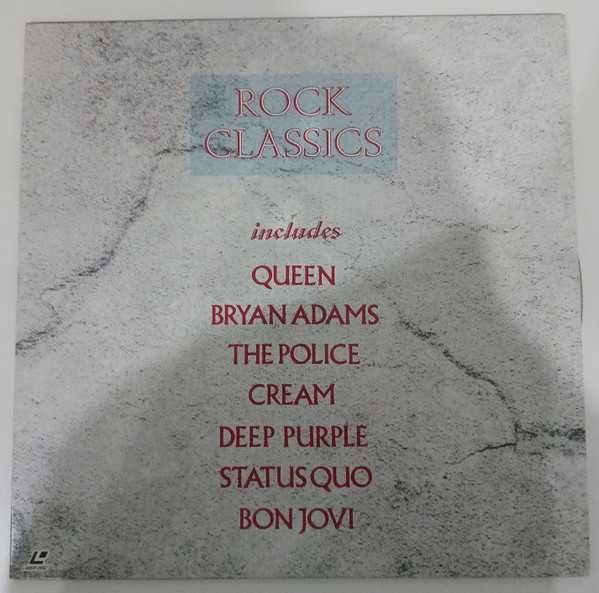 ROCK
CLASSICS
includes
QUEEN
BRYAN ADAMS
THE POLICE
CREAM
DEEP PURPLE
STATUS QUO
BON JOVI